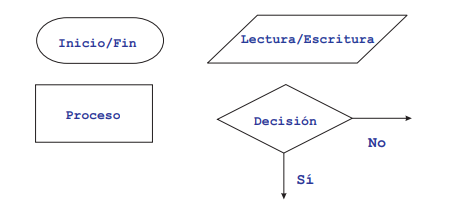 Inicio/Fin
Lectura/Escritura
Proceso
Decisión
No
Sí